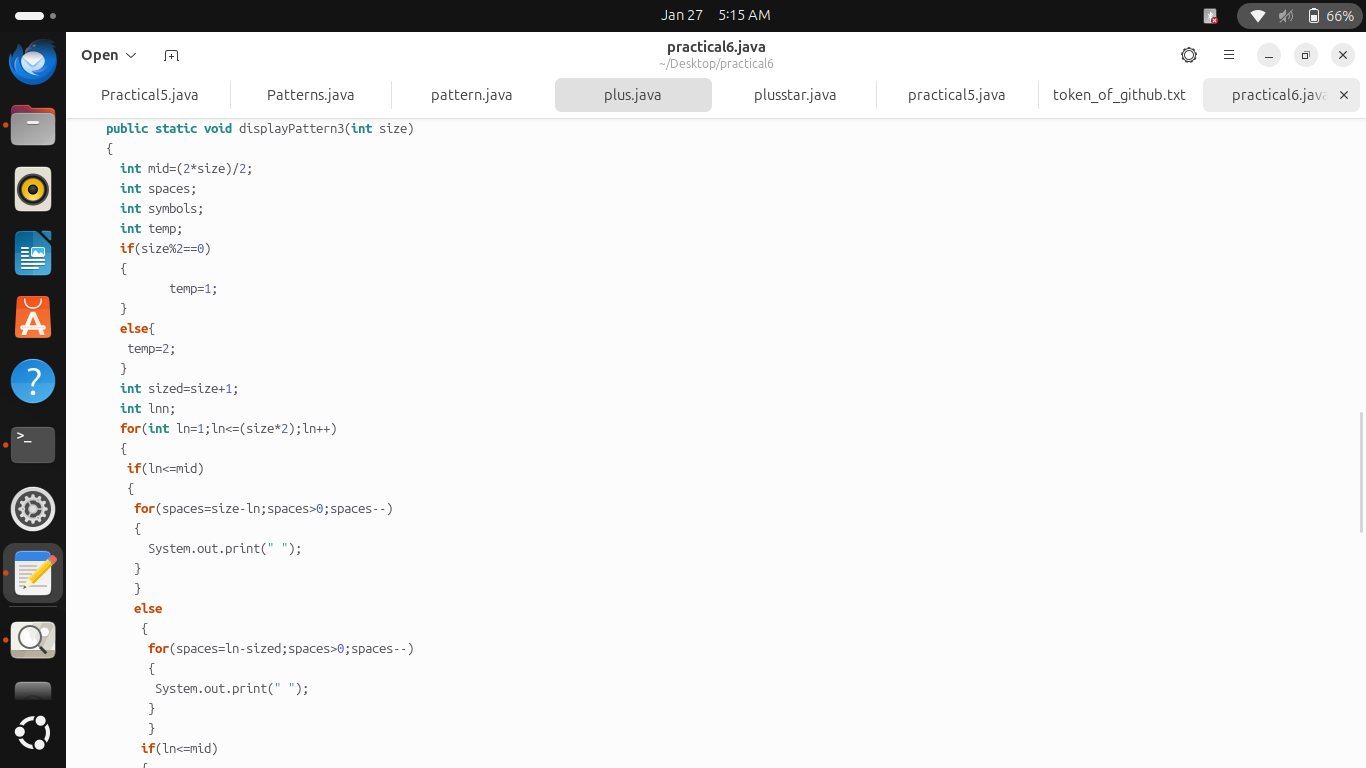 Jan 27 5:15 AM
66%
Open
practical6.java
~/Desktop/practical6
Practical5.java
Patterns.java
pattern.java
plus.java
plusstar.java
practical5.java
token_of_github.txt
practical6.java
public static void displayPattern3(int size)
{
int mid=(2*size)/2;
int spaces;
int symbols;
int temp;
if(size%2==0)
{
temp=1;
}
else{
temp=2;
}
int sized=size+1;
int lnn;
for(int ln=1;ln<=(size*2);ln++)
{
if(ln<=mid)
{
for(spaces=size-ln;spaces>0;spaces--)
{
System.out.print(" ");
}
}
else
{
for(spaces=ln-sized;spaces>0;spaces--)
{
System.out.print(" ");
}
}
if(ln<=mid)
{